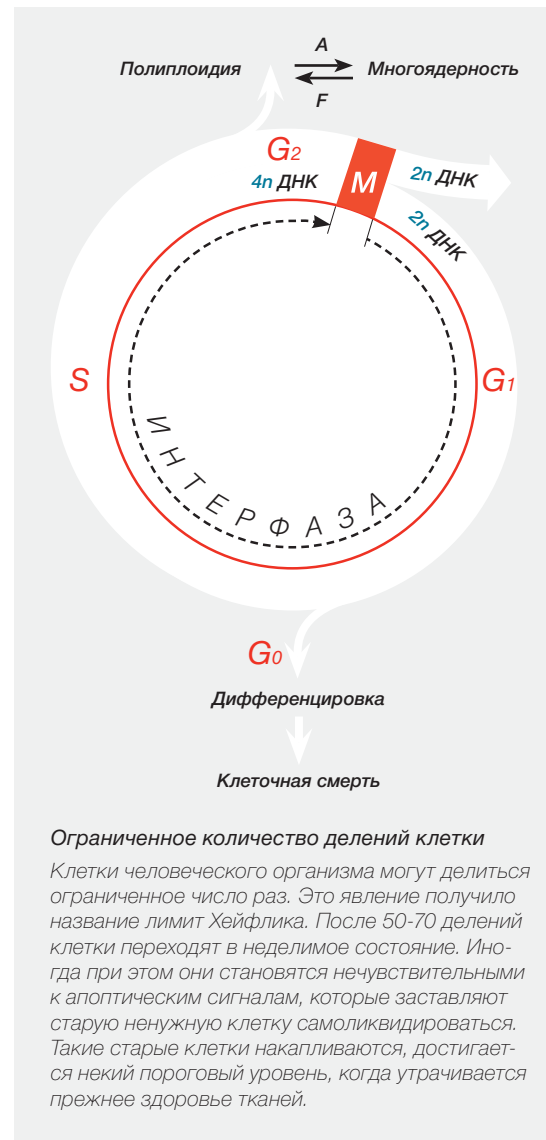 A
Полиплоидия
Многоядерность
F
G2
4n ДНК
M
2n ДНК
2n ДНК
S
G1
ИНТЕРФАЗА
G0
Дифференцировка
Клеточная смерть
Ограниченное количество делений клетки
Клетки человеческого организма могут делиться
ограниченное число раз. Это явление получило
название лимит Хейфлика. После 50-70 делений
клетки переходят в неделимое состояние. Ино-
гда при этом они становятся нечувствительными
к апоптическим сигналам, которые заставляют
старую ненужную клетку самоликвидироваться.
Такие старые клетки накапливаются, достигает-
ся некий пороговый уровень, когда утрачивается
прежнее здоровье тканей.